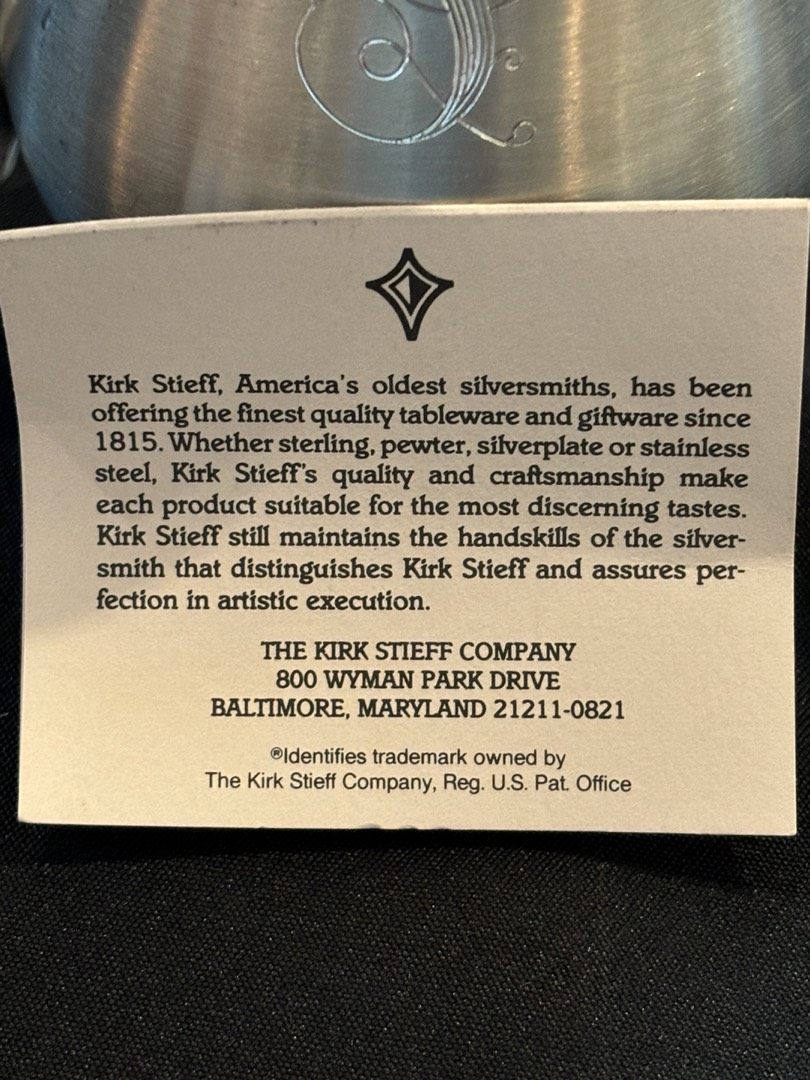 Kirk Stieff, America's oldest silversmiths, has been
offering the finest quality tableware and giftware since
1815. Whether sterling, pewter, silverplate or stainless
steel, Kirk Stieff's quality and craftsmanship make
each product suitable for the most discerning tastes.
Kirk Stieff still maintains the handskills of the silver-
smith that distinguishes Kirk Stieff and assures per-
fection in artistic execution.
THE KIRK STIEFF COMPANY
800 WYMAN PARK DRIVE
BALTIMORE, MARYLAND 21211-0821
®Identifies trademark owned by
The Kirk Stieff Company, Reg. U.S. Pat. Office